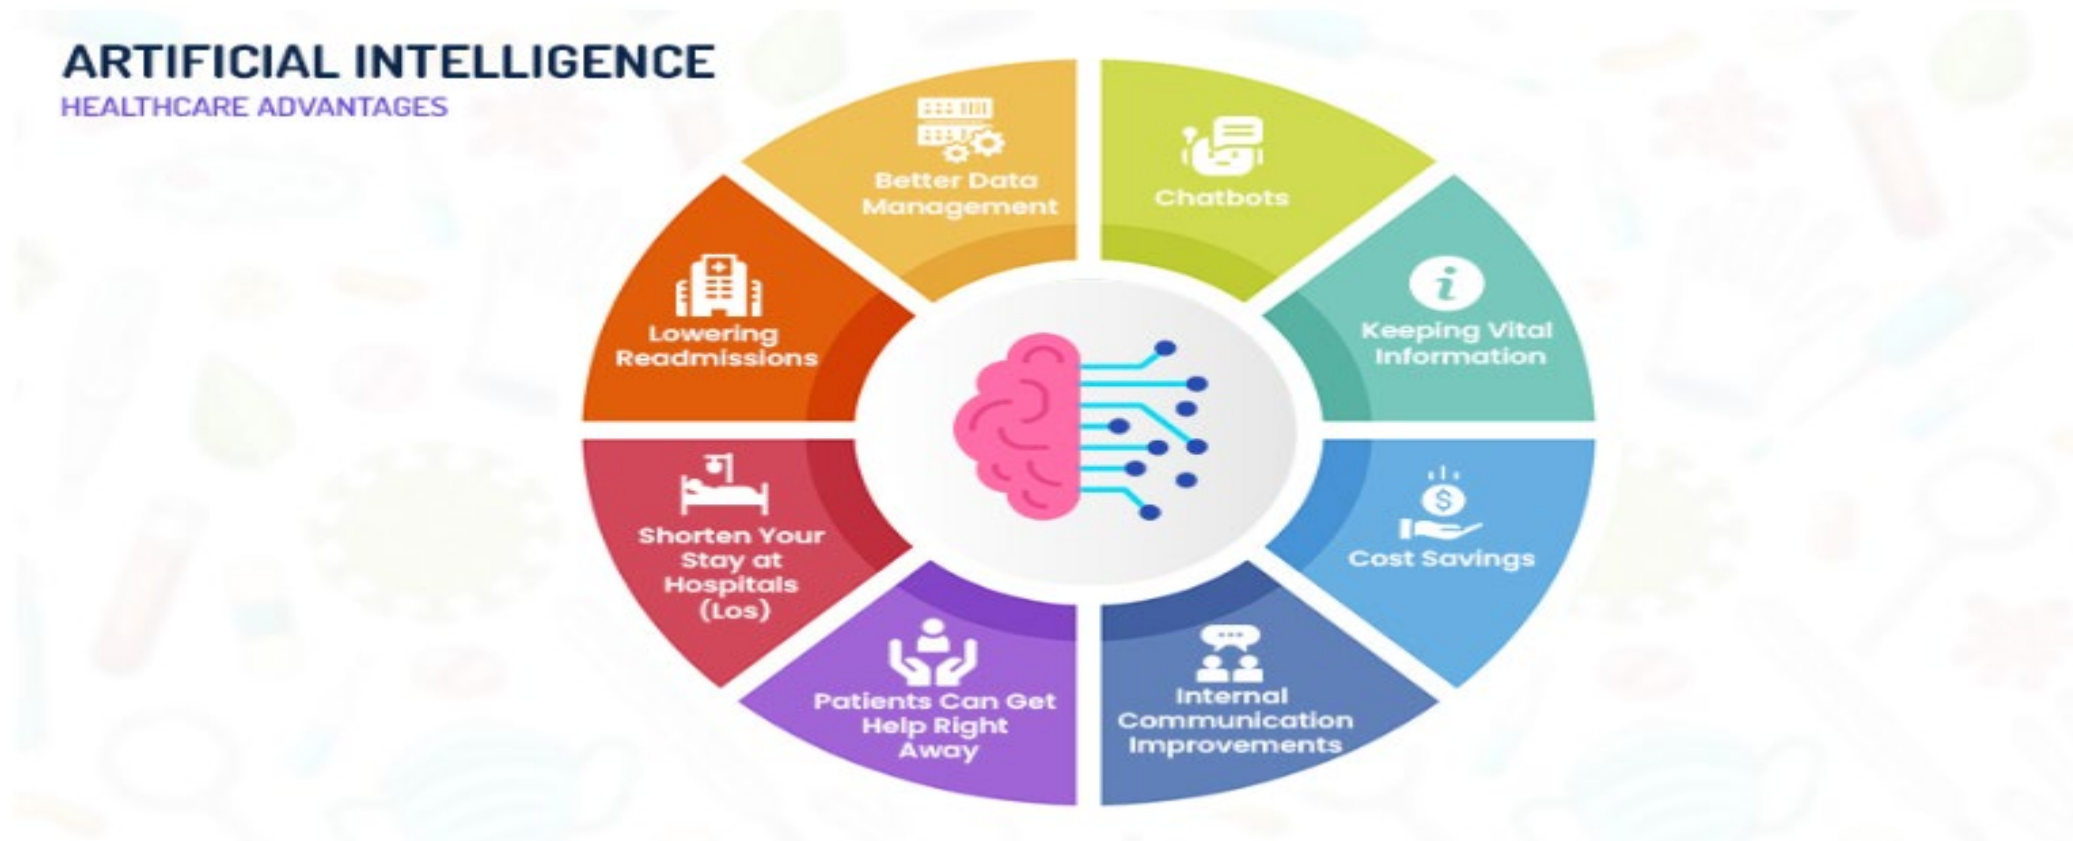 ARTIFICIAL INTELLIGENCE
HEALTHCARE ADVANTAGES
Better Data
Management
Chatbots
Keeping Vital
Information
Cost Savings
Internal
Communication
Improvements
Patients Can Get
Help Right
Away
Shorten Your
Stay at
Hospitals
(Los)
Lowering
Readmissions
i
$